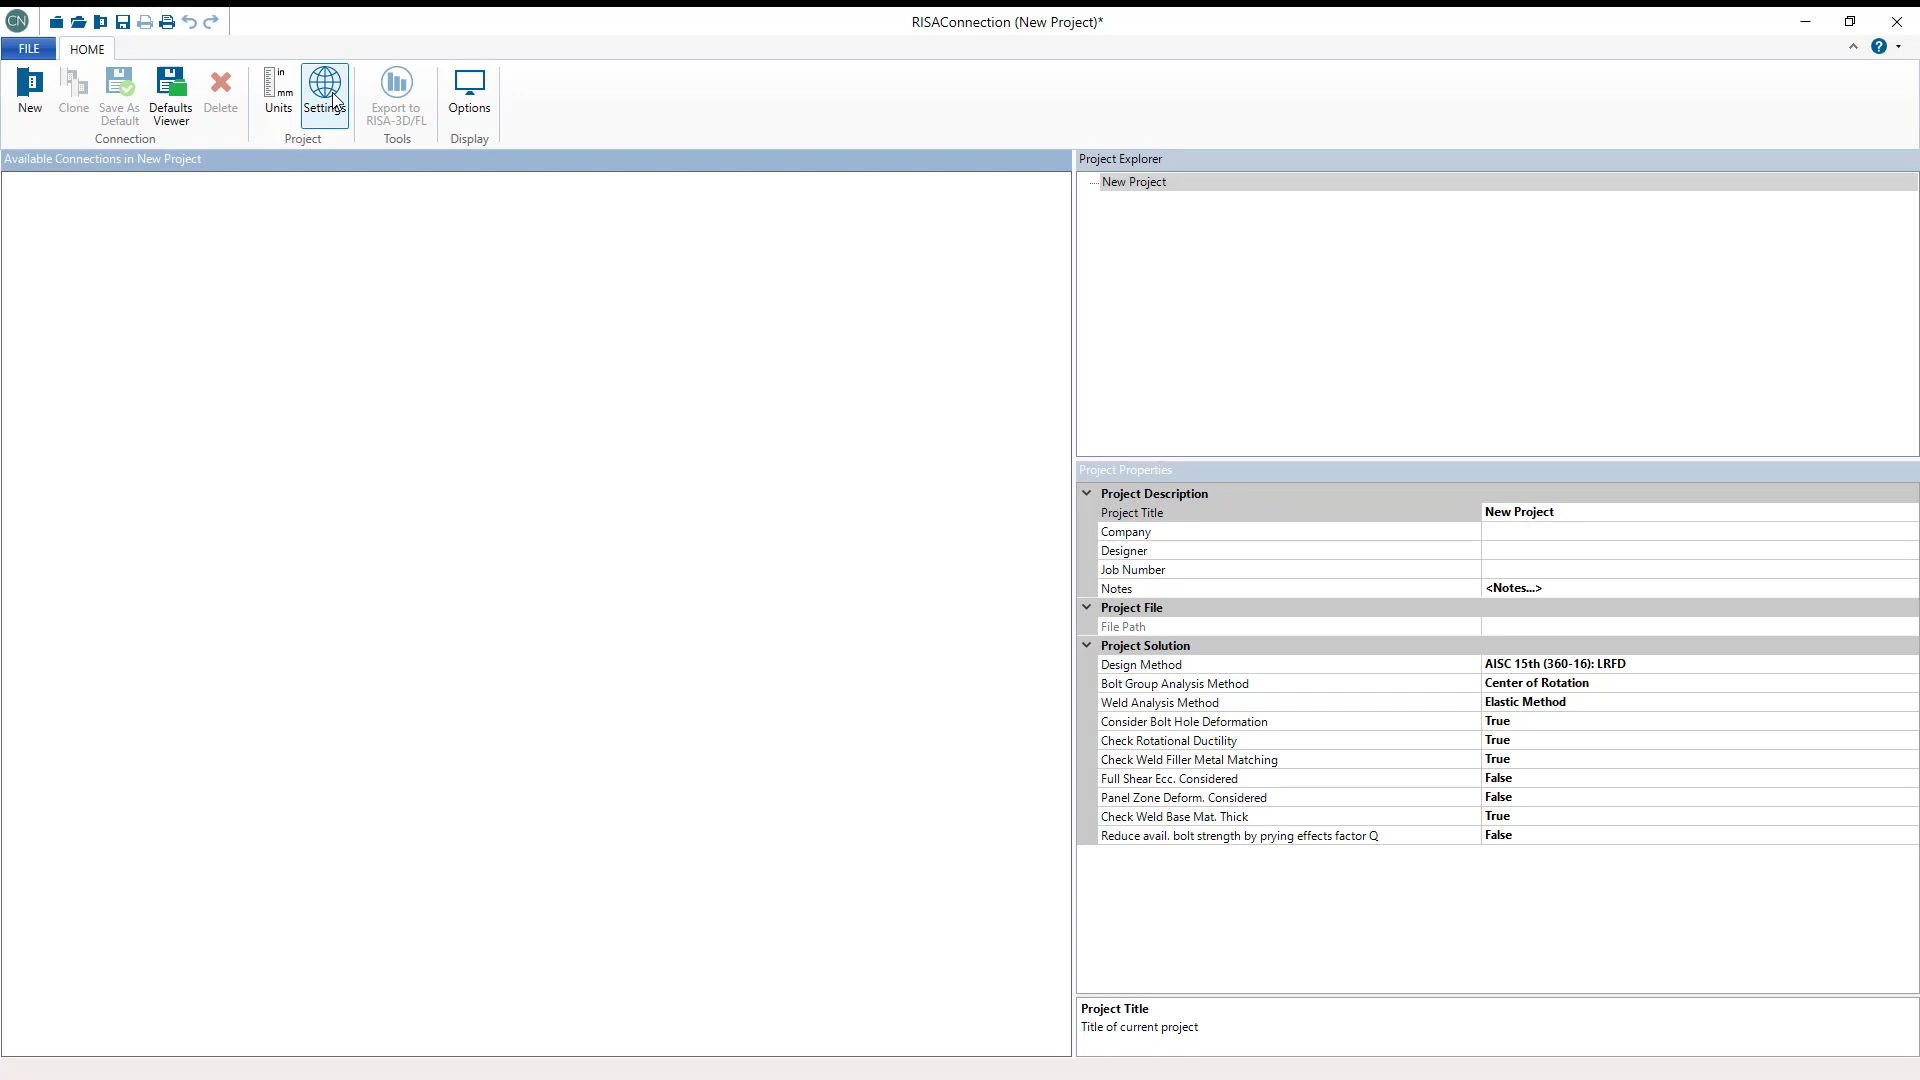 CN
RISAConnection (New Project)*
FILE
HOME
?
in
mm
New
Clone
Save As
Default
Defaults
Viewer
Delete
Units
Settings
Export to
RISA-3D/FL
Options
Connection
Project
Tools
Display
Available Connections in New Project
Project Explorer
New Project
Project Properties
Project Description
Project Title New Project
Company
Designer
Job Number
Notes <Notes...>
Project File
File Path
Project Solution
Design Method AISC 15th (360-16): LRFD
Bolt Group Analysis Method Center of Rotation
Weld Analysis Method Elastic Method
Consider Bolt Hole Deformation True
Check Rotational Ductility True
Check Weld Filler Metal Matching True
Full Shear Ecc. Considered False
Panel Zone Deform. Considered False
Check Weld Base Mat. Thick True
Reduce avail. bolt strength by prying effects factor Q False
Project Title
Title of current project